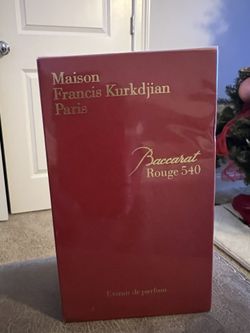 Maison
Francis Kurkdjian
Paris
Baccarat
Rouge 540
Extrait de parfum